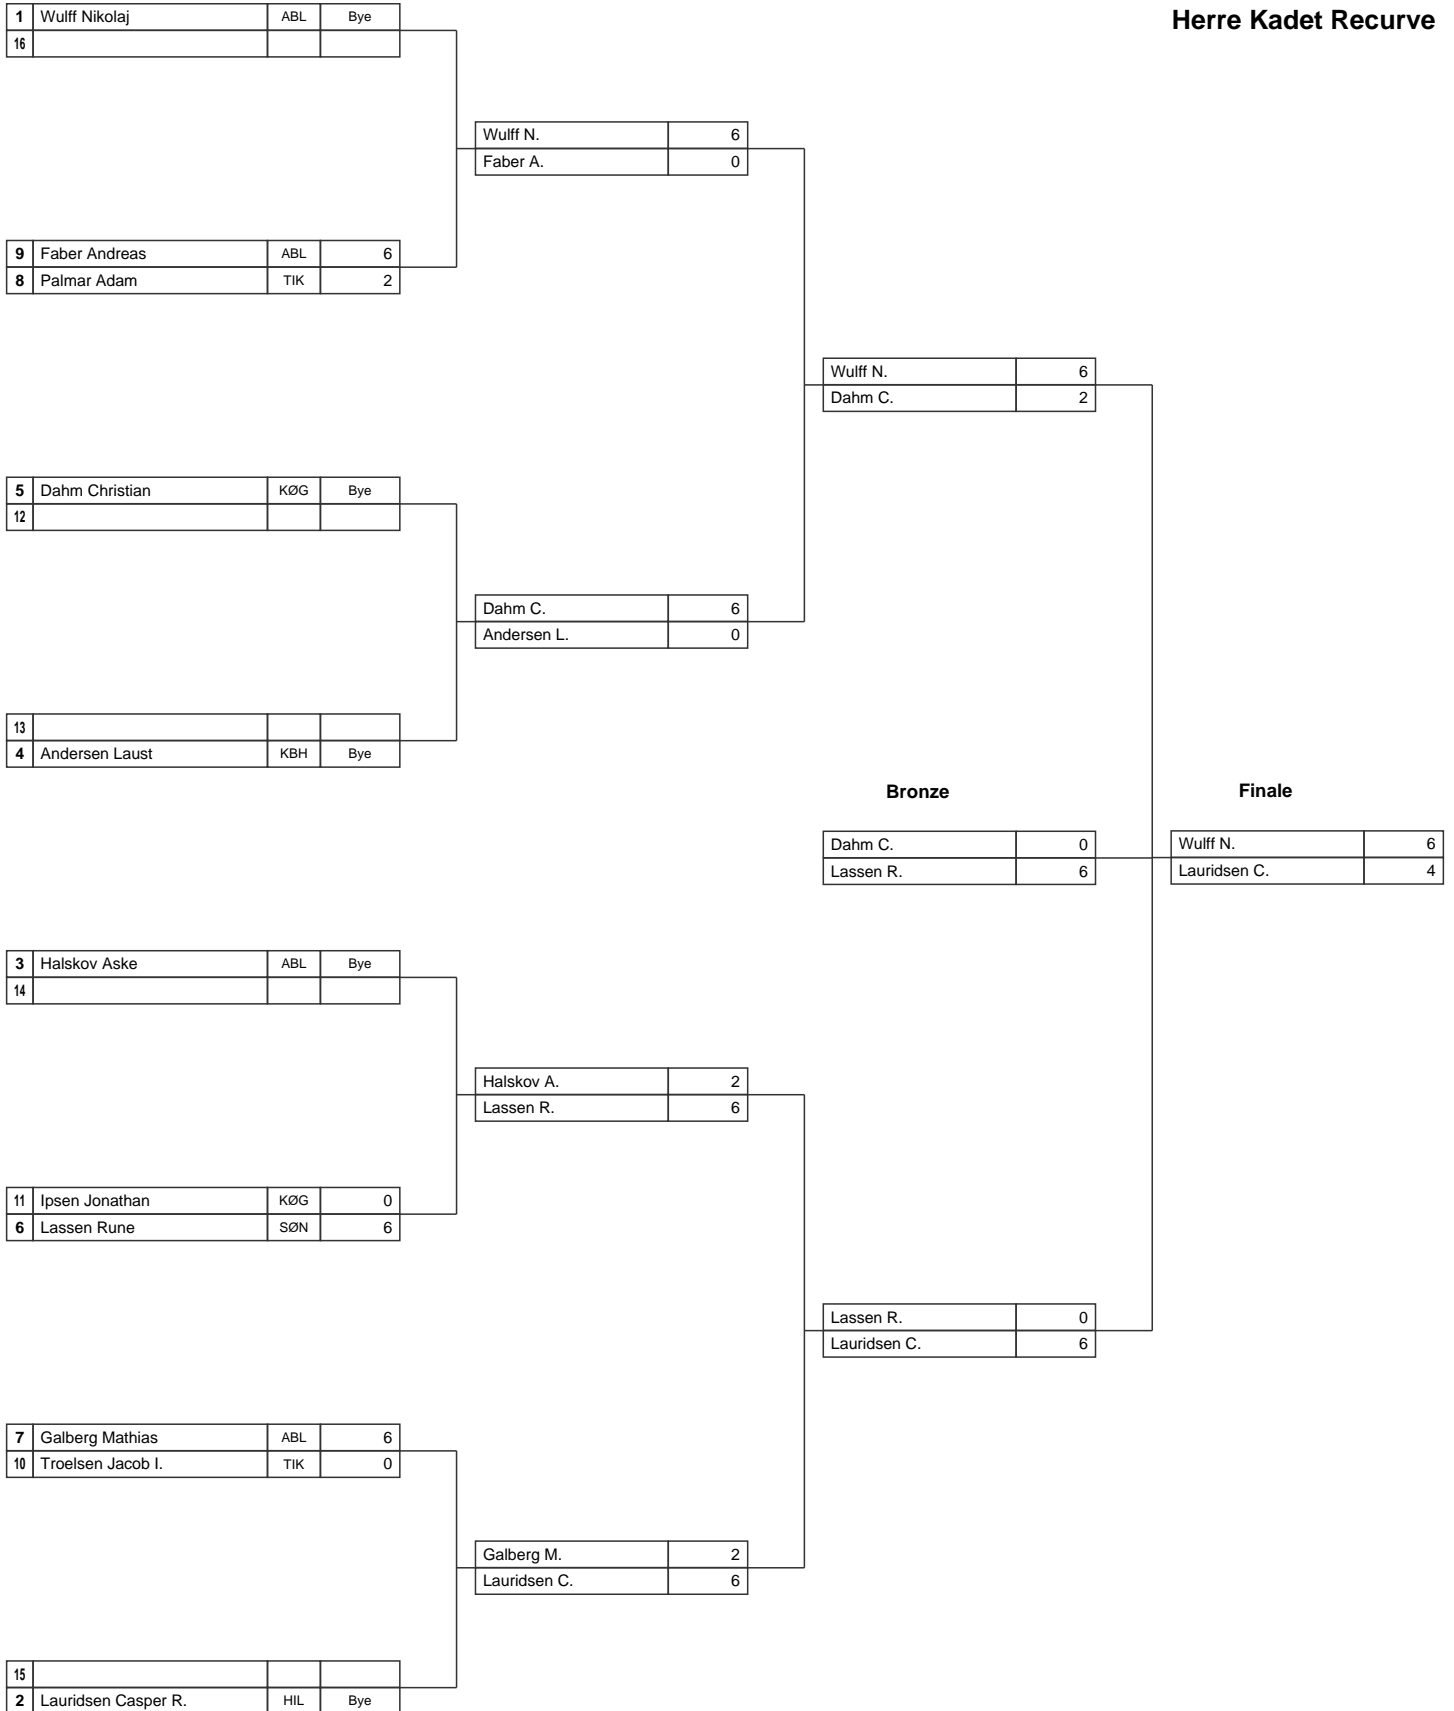 Herre Kadet Recurve
1 Wulff Nikolaj ABL Bye
16
Wulff N. 6
Faber A. 0
9 Faber Andreas ABL 6
8 Palmar Adam TIK 2
Wulff N. 6
Dahm C. 2
5 Dahm Christian KØG Bye
12
Dahm C. 6
Andersen L. 0
13
4 Andersen Laust KBH Bye
Bronze
Finale
Dahm C. 0
Lassen R. 6
Wulff N. 6
Lauridsen C. 4
3 Halskov Aske ABL Bye
14
Halskov A. 2
Lassen R. 6
11 Ipsen Jonathan KØG 0
6 Lassen Rune SØN 6
Lassen R. 0
Lauridsen C. 6
7 Galberg Mathias ABL 6
10 Troelsen Jacob I. TIK 0
Galberg M. 2
Lauridsen C. 6
15
2 Lauridsen Casper R. HIL Bye